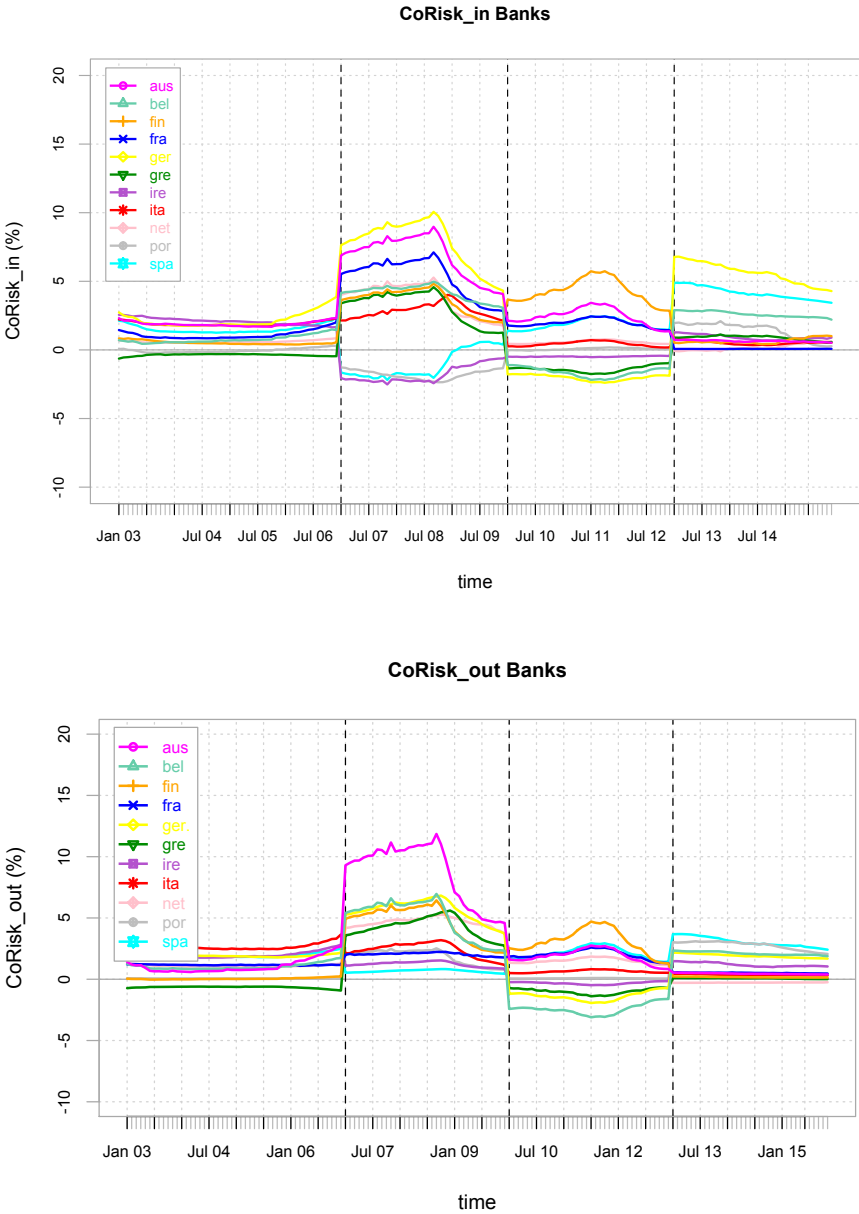 CoRisk_in Banks
CoRisk_in (%)
20
15
10
5
0
-5
-10
aus
bel
fin
fra
ger
gre
ire
ita
net
por
spa
Jan 03 Jul 04 Jul 05 Jul 06 Jul 07 Jul 08 Jul 09 Jul 10 Jul 11 Jul 12 Jul 13 Jul 14
time
CoRisk_out Banks
CoRisk_out (%)
20
15
10
5
0
-5
-10
aus
bel
fin
fra
ger.
gre
ire
ita
net
por
spa
Jan 03 Jul 04 Jan 06 Jul 07 Jan 09 Jul 10 Jan 12 Jul 13 Jan 15
time